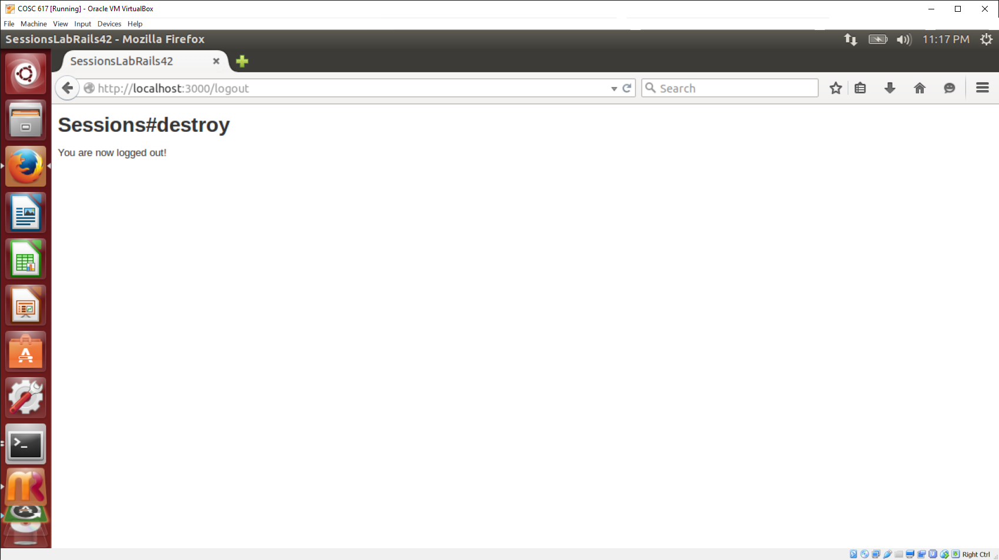 COSC 617 [Running] - Oracle VM VirtualBox
File Machine View Input Devices Help
SessionsLabRails42 - Mozilla Firefox
11:17 PM
SessionsLabRails42
http://localhost:3000/logout
Search
Sessions#destroy
You are now logged out!
Right Ctrl